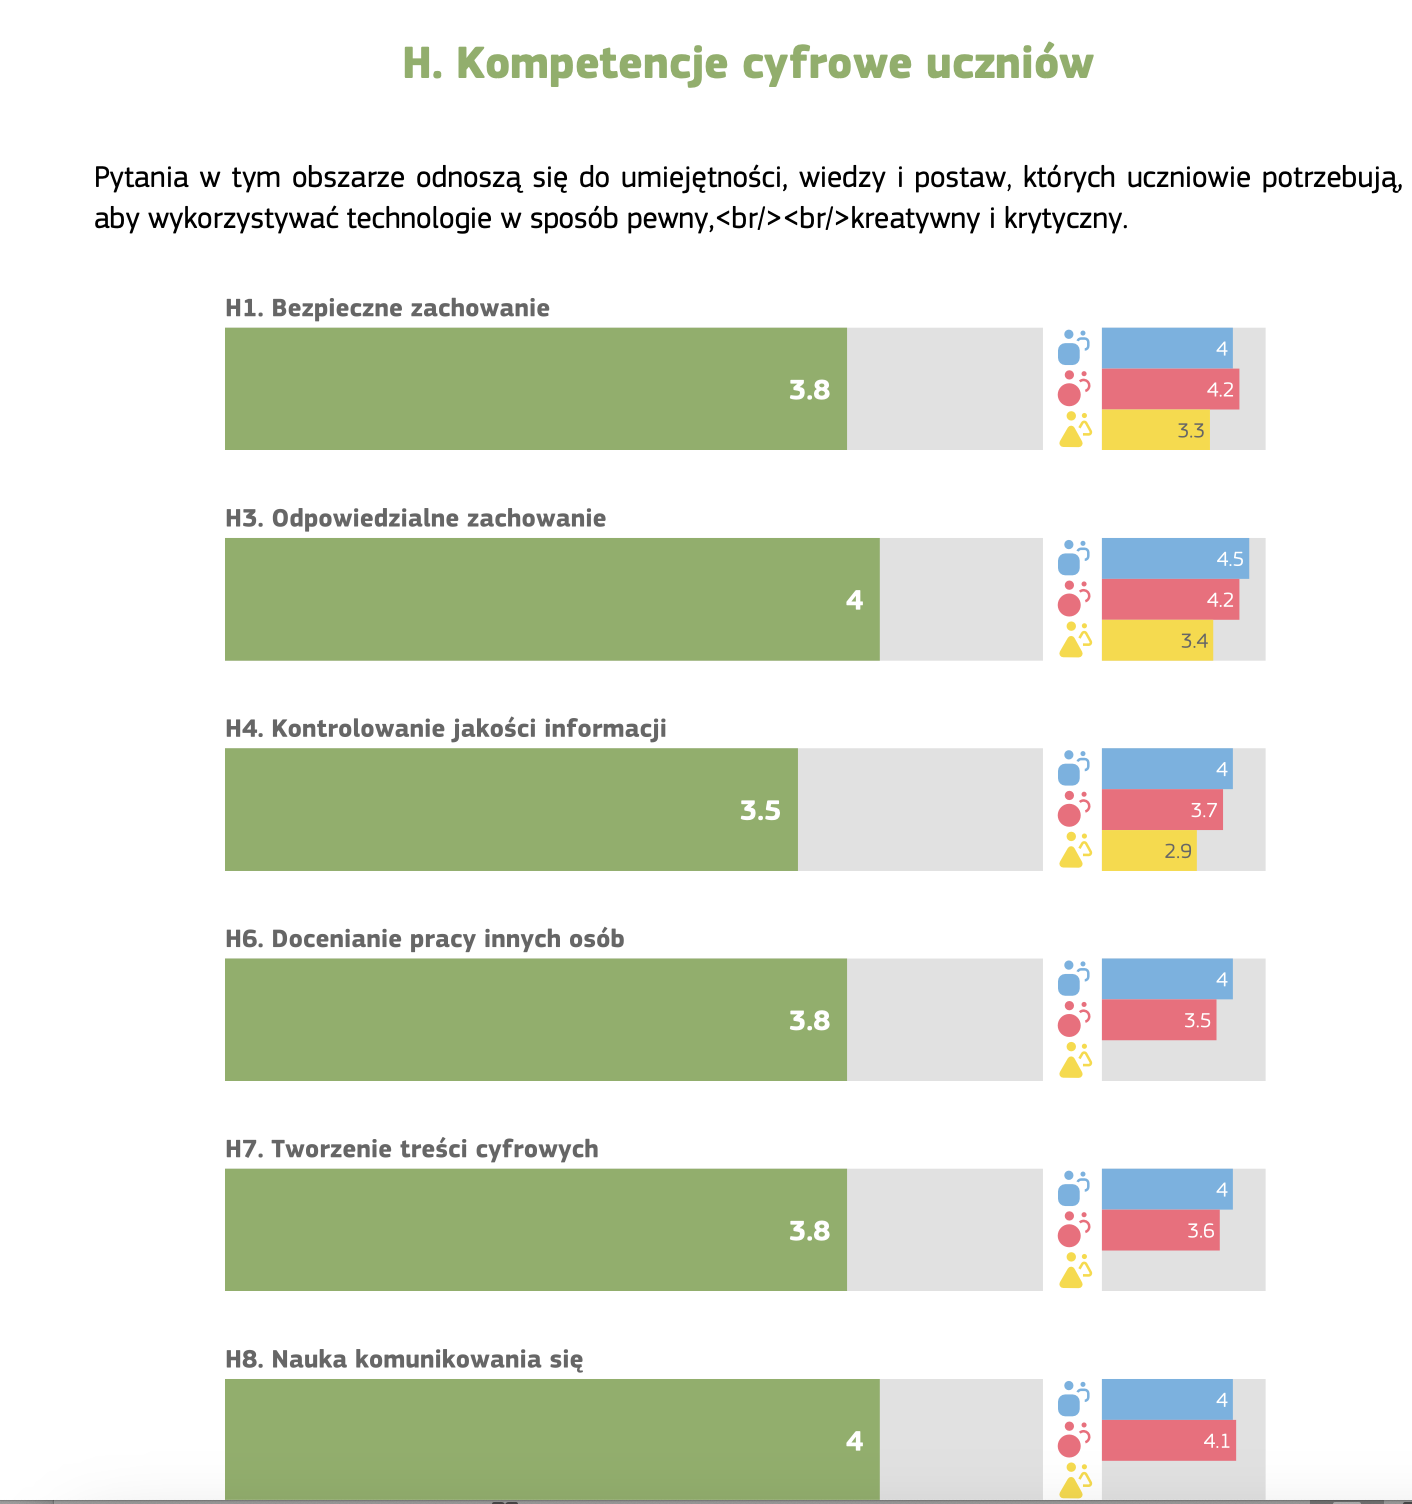 H. Kompetencje cyfrowe uczniów
Pytania w tym obszarze odnoszą się do umiejętności, wiedzy i postaw, których uczniowie potrzebują,
aby wykorzystywać technologie w sposób pewny,<br/><br/>kreatywny i krytyczny.
H1. Bezpieczne zachowanie
3.8
4
4.2
3.3
H3. Odpowiedzialne zachowanie
4
4.5
4.2
3.4
H4. Kontrolowanie jakości informacji
3.5
4
3.7
2.9
H6. Docenianie pracy innych osób
3.8
4
3.5
H7. Tworzenie treści cyfrowych
3.8
4
3.6
H8. Nauka komunikowania się
4
4
4.1